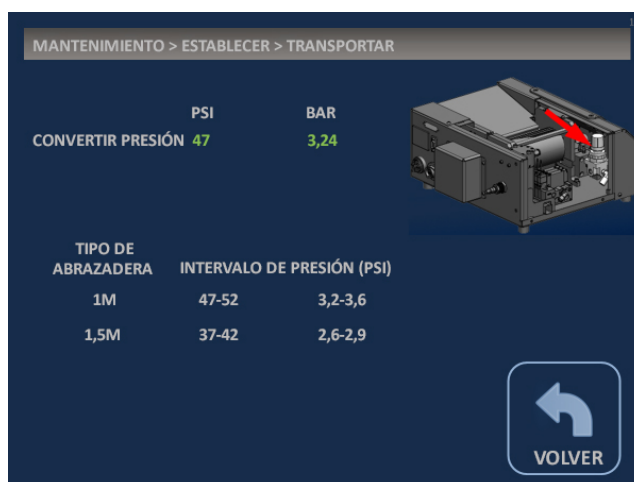 1
MANTENIMIENTO > ESTABLECER > TRANSPORTAR
PSI BAR
CONVERTIR PRESIÓN 47 3,24
TIPO DE
ABRAZADERA INTERVALO DE PRESIÓN (PSI)
1M 47-52 3,2-3,6
1,5M 37-42 2,6-2,9
VOLVER